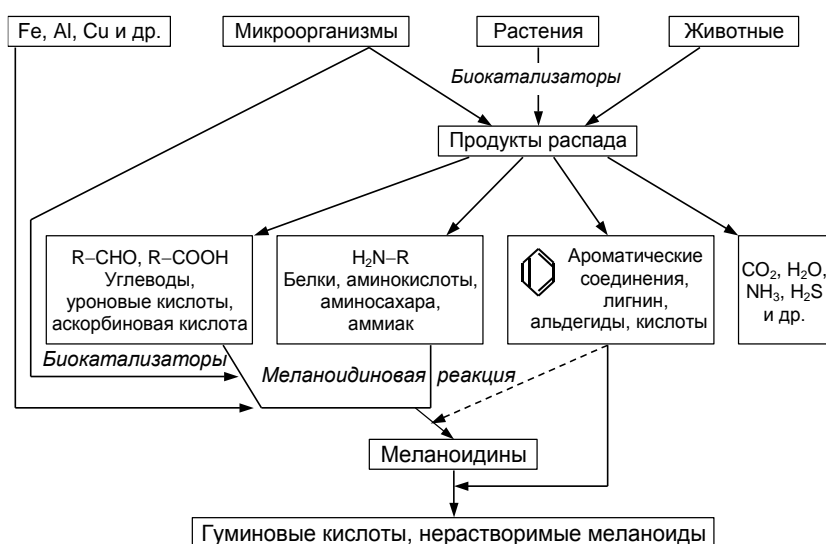 Fe, Al, Cu и др.
Микроорганизмы
Растения
Животные
Биокатализаторы
Продукты распада
R–CHO, R–COOH
Углеводы,
уроновые кислоты,
аскорбиновая кислота
H₂N–R
Белки, аминокислоты,
аминосахара,
аммиак
Ароматические
соединения,
лигнин,
альдегиды, кислоты
CO₂, H₂O,
NH₃, H₂S
и др.
Биокатализаторы
Меланоидиновая реакция
Меланоидины
Гуминовые кислоты, нерастворимые меланоиды